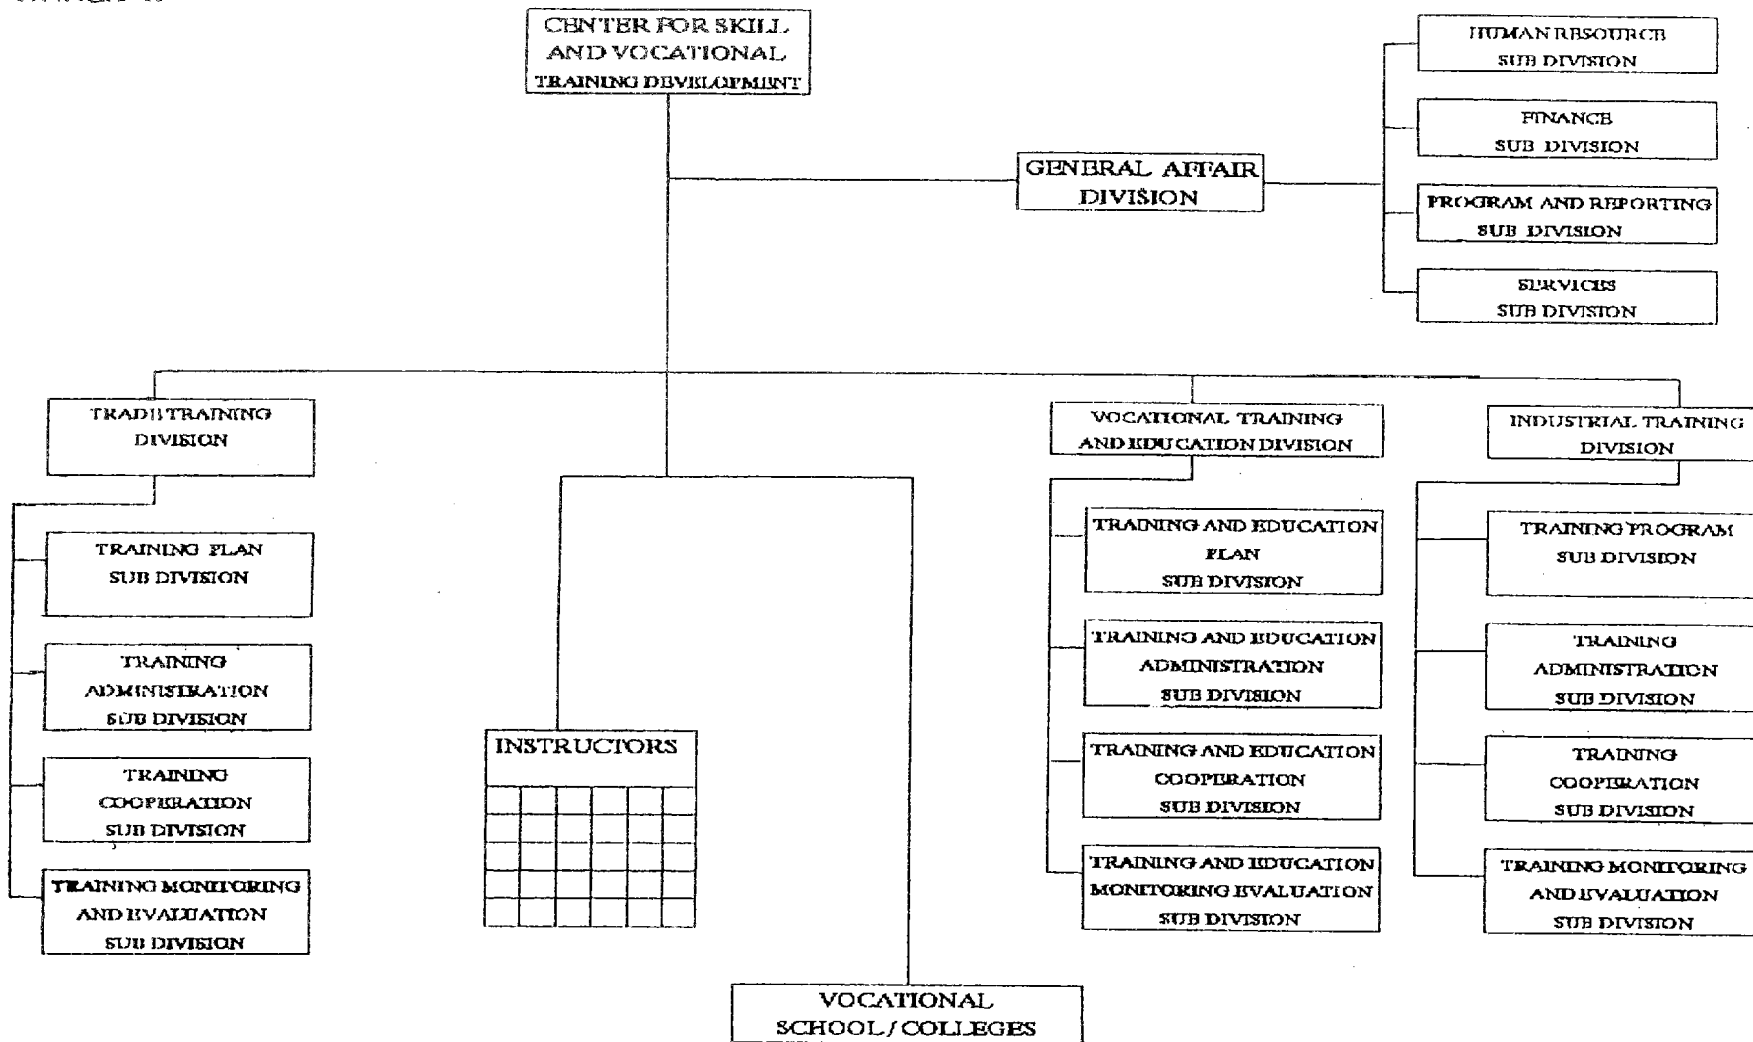 CENTER FOR SKILL
AND VOCATIONAL
TRAINING DEVELOPMENT
HUMAN RESOURCE
SUB DIVISION
FINANCE
SUB DIVISION
GENERAL AFFAIR
DIVISION
PROGRAM AND REPORTING
SUB DIVISION
SERVICES
SUB DIVISION
TRADE TRAINING
DIVISION
VOCATIONAL TRAINING
AND EDUCATION DIVISION
INDUSTRIAL TRAINING
DIVISION
TRAINING PLAN
SUB DIVISION
TRAINING
ADMINISTRATION
SUB DIVISION
TRAINING
COOPERATION
SUB DIVISION
TRAINING MONITORING
AND EVALUATION
SUB DIVISION
INSTRUCTORS
VOCATIONAL
SCHOOL / COLLEGES
TRAINING AND EDUCATION
PLAN
SUB DIVISION
TRAINING AND EDUCATION
ADMINISTRATION
SUB DIVISION
TRAINING AND EDUCATION
COOPERATION
SUB DIVISION
TRAINING AND EDUCATION
MONITORING EVALUATION
SUB DIVISION
TRAINING PROGRAM
SUB DIVISION
TRAINING
ADMINISTRATION
SUB DIVISION
TRAINING
COOPERATION
SUB DIVISION
TRAINING MONITORING
AND EVALUATION
SUB DIVISION